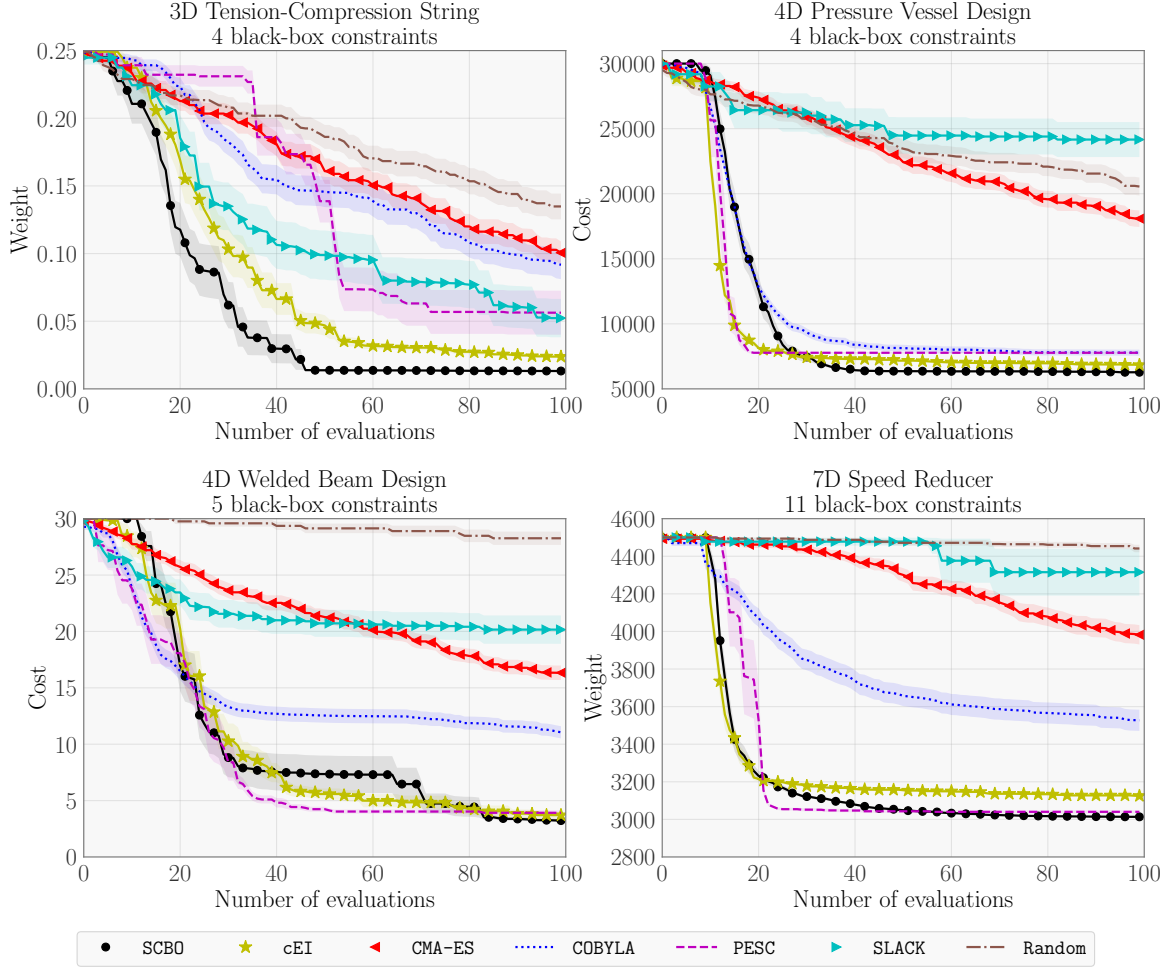 3D Tension-Compression String
4 black-box constraints
0.25
0.20
0.15
0.10
0.05
0.00
Weight
0 20 40 60 80 100
Number of evaluations
4D Pressure Vessel Design
4 black-box constraints
30000
25000
20000
15000
10000
5000
Cost
0 20 40 60 80 100
Number of evaluations
4D Welded Beam Design
5 black-box constraints
30
25
20
15
10
5
0
Cost
0 20 40 60 80 100
Number of evaluations
7D Speed Reducer
11 black-box constraints
4600
4400
4200
4000
3800
3600
3400
3200
3000
2800
Weight
0 20 40 60 80 100
Number of evaluations
SCBO cEI CMA-ES COBYLA PESC SLACK Random